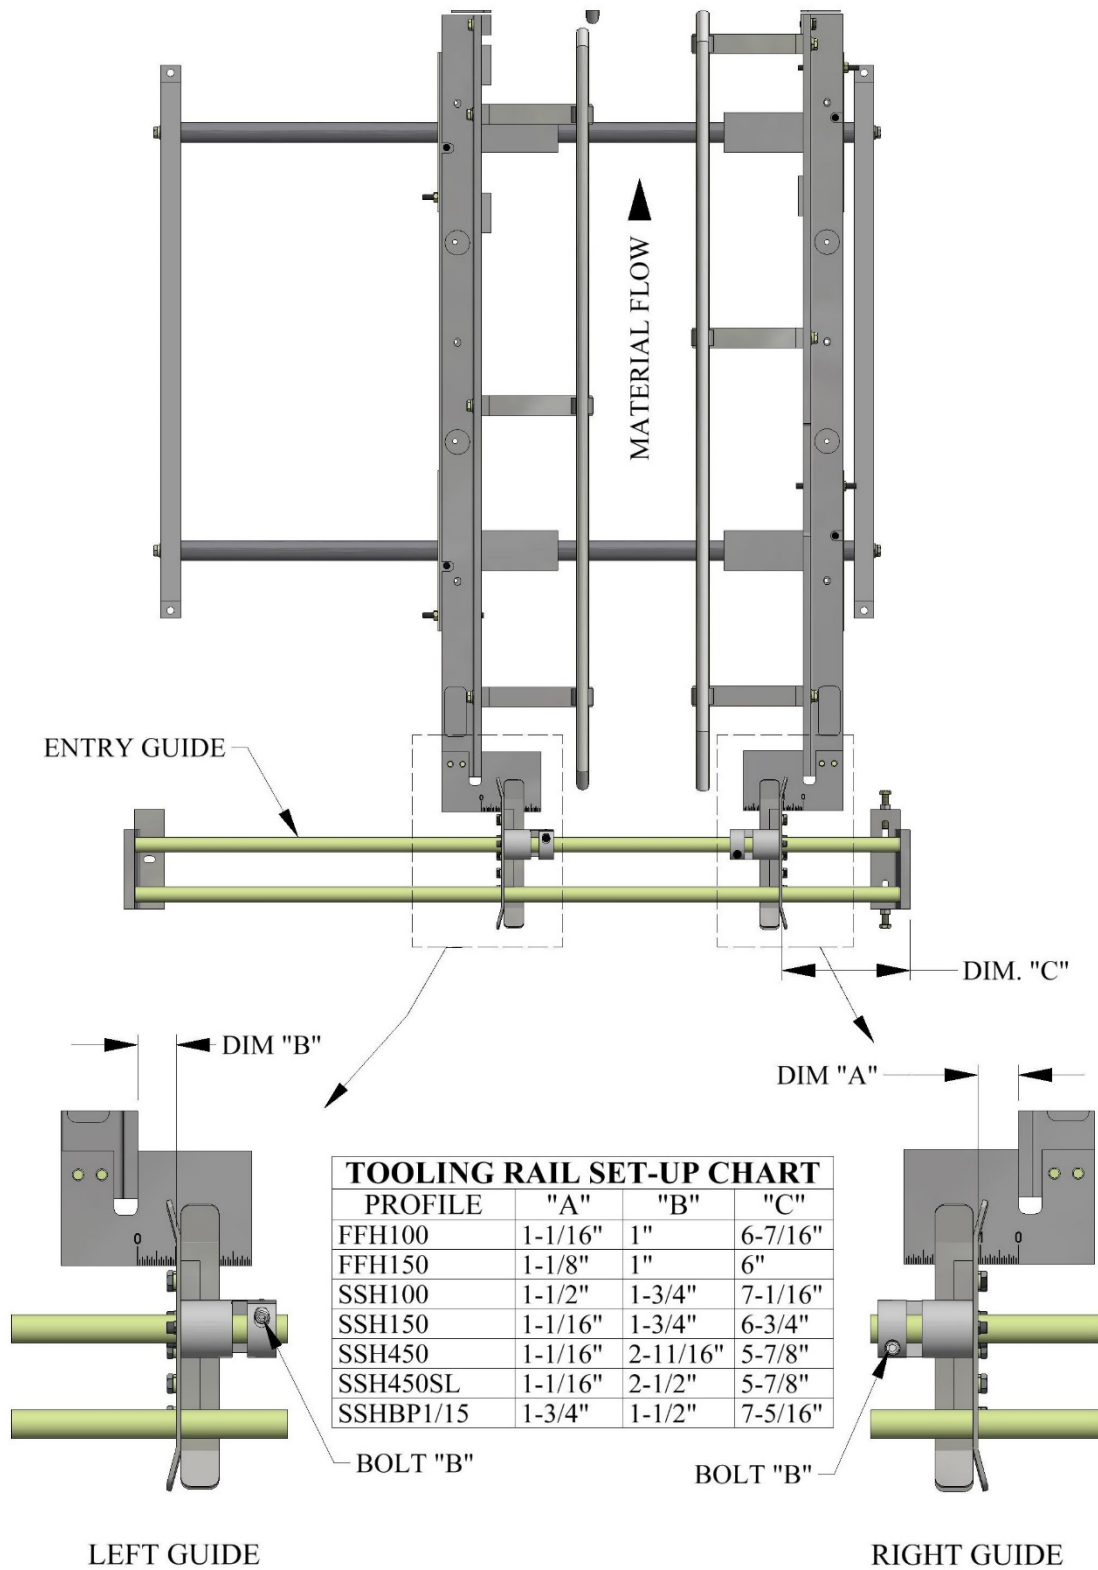 MATERIAL FLOW
ENTRY GUIDE
0
0
DIM. "C"
DIM "B"
DIM "A"
0
1 0
TOOLING RAIL SET-UP CHART
PROFILE "A" "B" "C"
FFH100 1-1/16" 1" 6-7/16"
FFH150 1-1/8" 1" 6"
SSH100 1-1/2" 1-3/4" 7-1/16"
SSH150 1-1/16" 1-3/4" 6-3/4"
SSH450 1-1/16" 2-11/16" 5-7/8"
SSH450SL 1-1/16" 2-1/2" 5-7/8"
SSHBP1/15 1-3/4" 1-1/2" 7-5/16"
BOLT "B"
BOLT "B"
LEFT GUIDE
RIGHT GUIDE